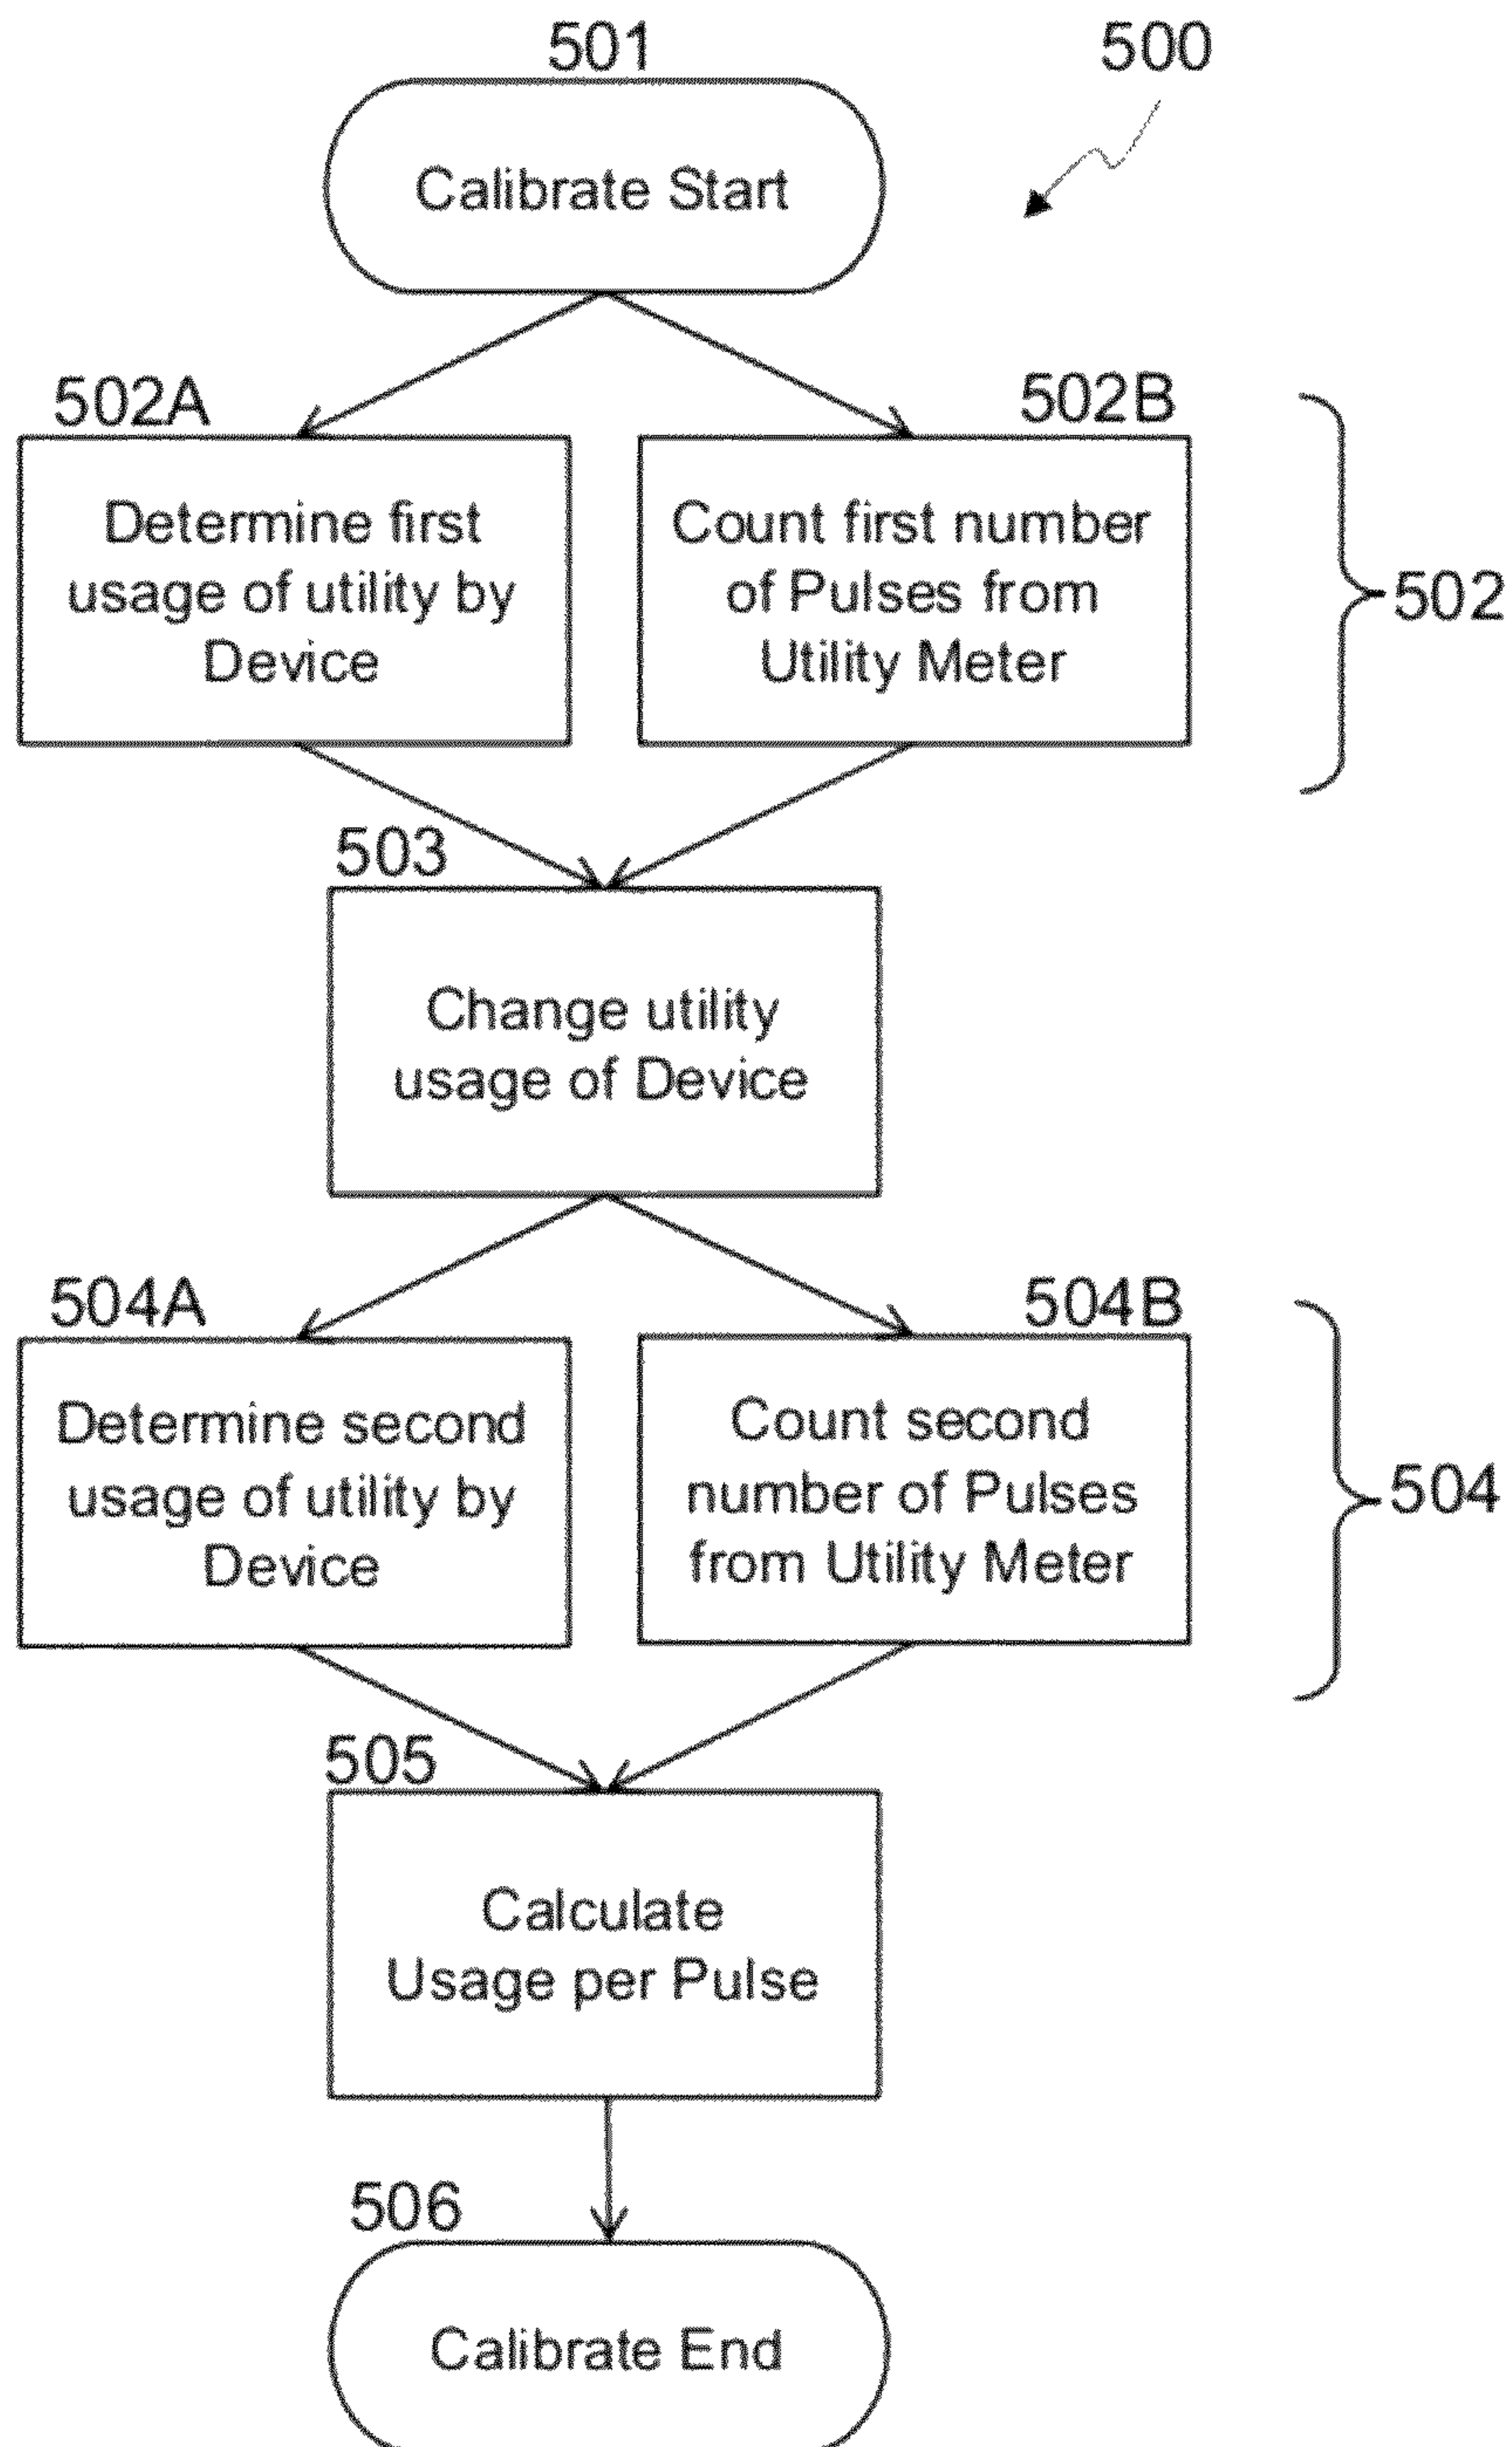 501
500
Calibrate Start
502A
502B
Determine first
usage of utility by
Device
Count first number
of Pulses from
Utility Meter
502
503
Change utility
usage of Device
504A
504B
Determine second
usage of utility by
Device
Count second
number of Pulses
from Utility Meter
504
505
Calculate
Usage per Pulse
506
Calibrate End